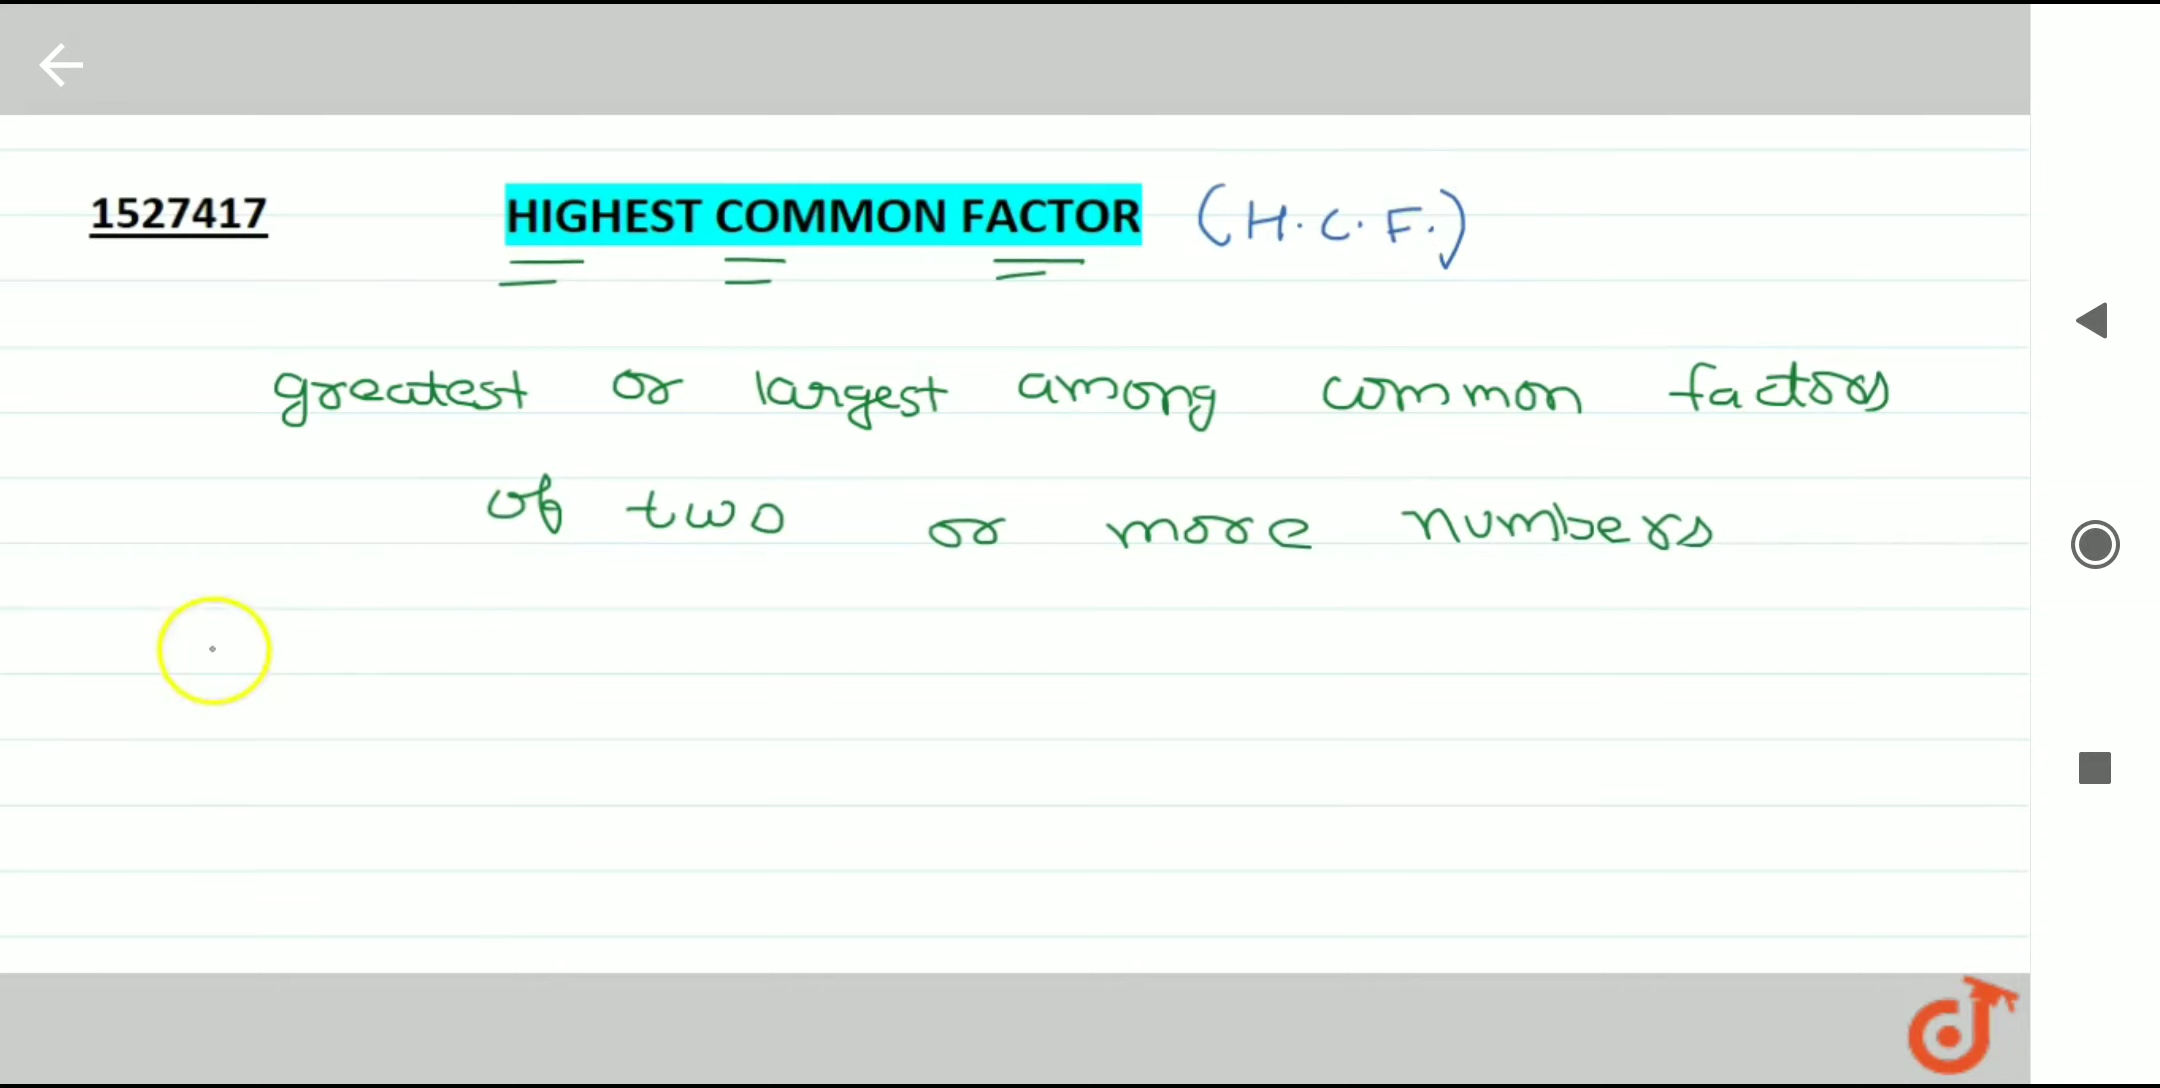 1527417 HIGHEST COMMON FACTOR (H.C.F.)
greatest or largest among common factors
of two or more numbers